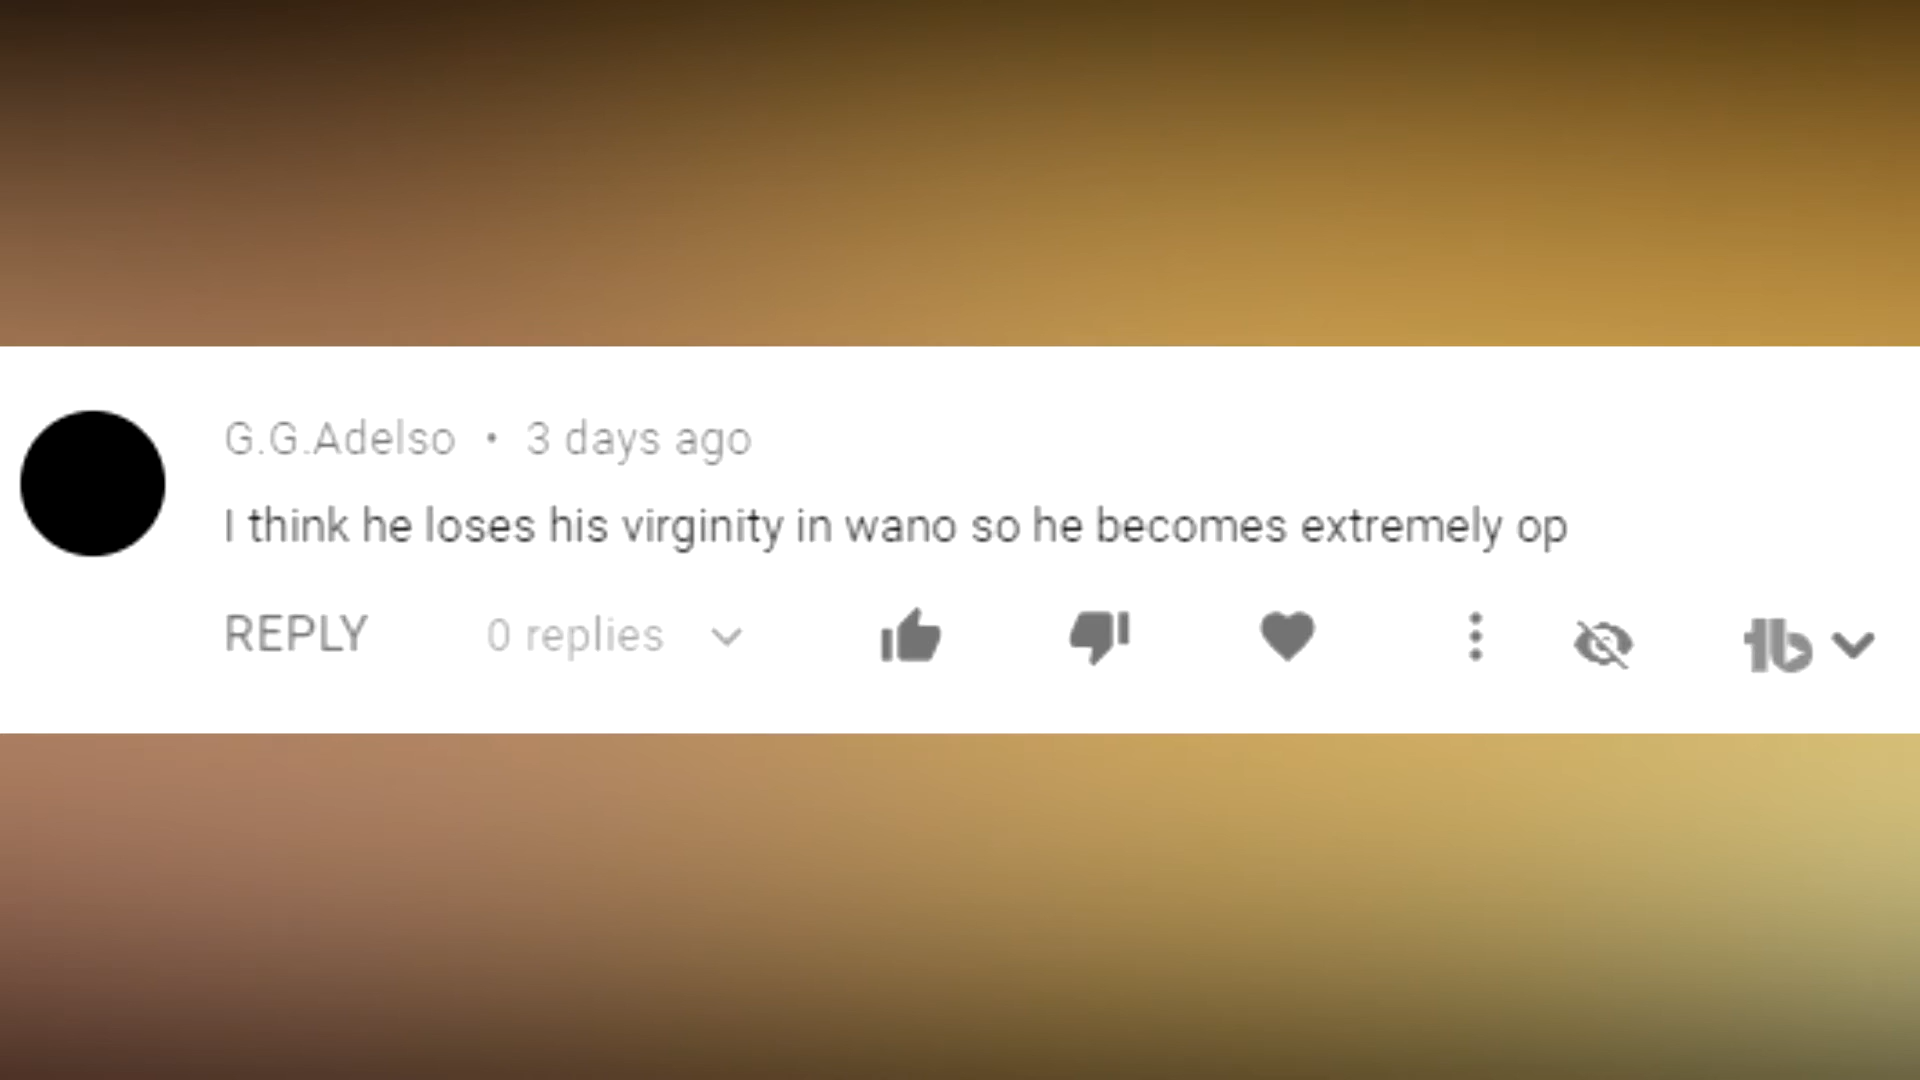 G.G.Adelso • 3 days ago
I think he loses his virginity in wano so he becomes extremely op
REPLY 0 replies